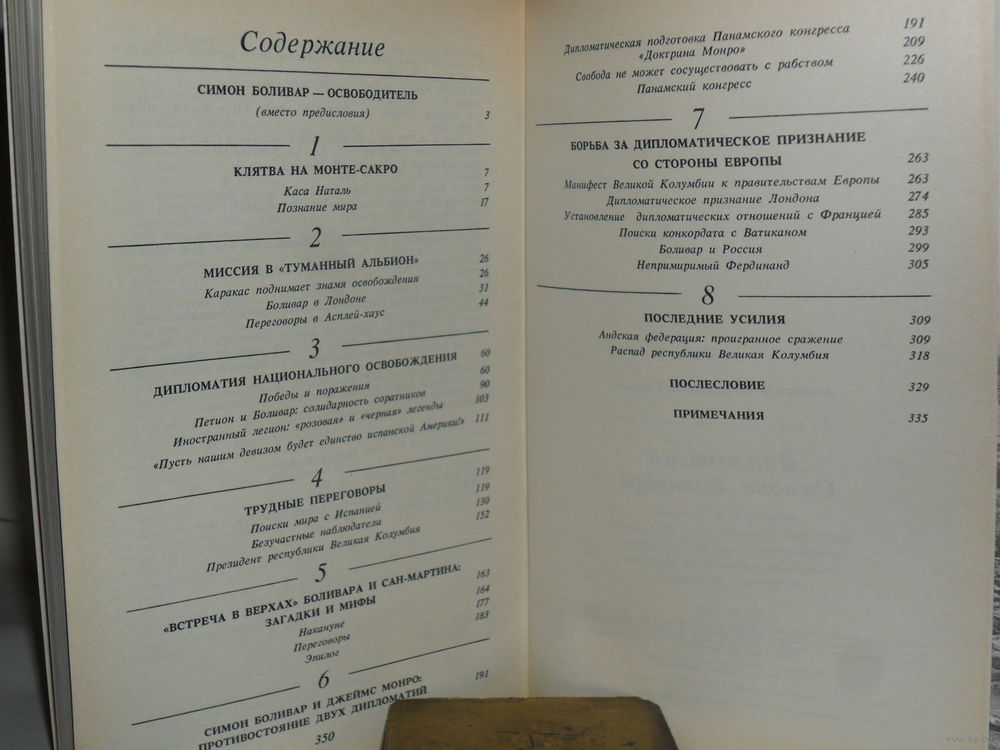 Содержание
СИМОН БОЛИВАР — ОСВОБОДИТЕЛЬ
(вместо предисловия) 3
1
КЛЯТВА НА МОНТЕ-САКРО 7
Каса Наталь 7
Познание мира 17
2
МИССИЯ В «ТУМАННЫЙ АЛЬБИОН» 26
Каракас поднимает знамя освобождения 26
Боливар в Лондоне 31
Переговоры в Асплей-хаус 44
3
ДИПЛОМАТИЯ НАЦИОНАЛЬНОГО ОСВОБОЖДЕНИЯ 60
Победы и поражения 60
Петион и Боливар: солидарность соратников 90
Иностранный легион: «розовая» и «черная» легенды 103
«Пусть нашим девизом будет единство испанской Америки!» 111
4
ТРУДНЫЕ ПЕРЕГОВОРЫ 119
Поиски мира с Испанией 119
Безучастные наблюдатели 130
Президент республики Великая Колумбия 152
5
«ВСТРЕЧА В ВЕРХАХ» БОЛИВАРА И САН-МАРТИНА:
ЗАГАДКИ И МИФЫ 163
Накануне 164
Переговоры 177
Эпилог 183
6
СИМОН БОЛИВАР И ДЖЕЙМС МОНРО:
ПРОТИВОСТОЯНИЕ ДВУХ ДИПЛОМАТИЙ 191
350
Дипломатическая подготовка Панамского конгресса 191
«Доктрина Монро» 209
Свобода не может сосуществовать с рабством 226
Панамский конгресс 240
7
БОРЬБА ЗА ДИПЛОМАТИЧЕСКОЕ ПРИЗНАНИЕ
СО СТОРОНЫ ЕВРОПЫ 263
Манифест Великой Колумбии к правительствам Европы 263
Дипломатическое признание Лондона 274
Установление дипломатических отношений с Францией 285
Поиски конкордата с Ватиканом 293
Боливар и Россия 299
Непримиримый Фердинанд 305
8
ПОСЛЕДНИЕ УСИЛИЯ 309
Андская федерация: проигранное сражение 309
Распад республики Великая Колумбия 318
ПОСЛЕСЛОВИЕ 329
ПРИМЕЧАНИЯ 335